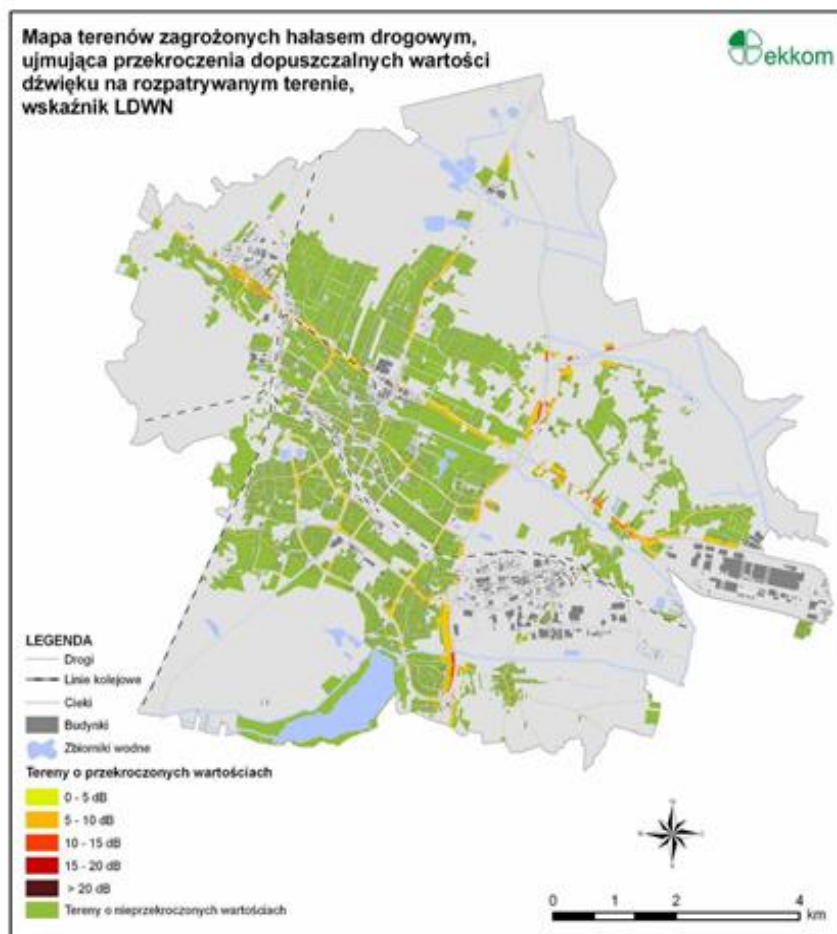 Mapa terenów zagrożonych hałasem drogowym,
ujmująca przekroczenia dopuszczalnych wartości
dźwięku na rozpatrywanym terenie,
wskaźnik LDWN
ekkom
LEGENDA
Drogi
Linie kolejowe
Cieki
Budynki
Zbiorniki wodne
Tereny o przekroczonych wartościach
0 - 5 dB
5 - 10 dB
10 - 15 dB
15 - 20 dB
> 20 dB
Tereny o nieprzekroczonych wartościach
0 1 2 4
km